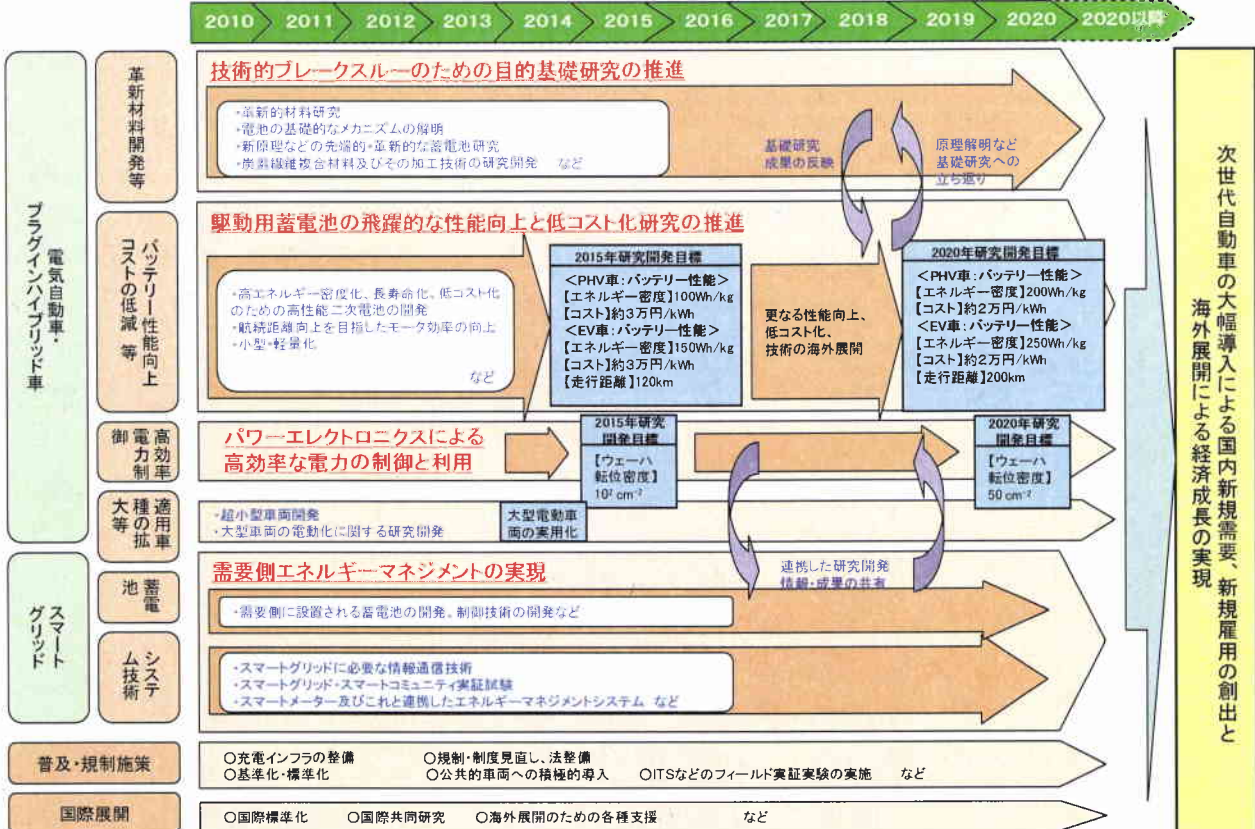 2010 2011 2012 2013 2014 2015 2016 2017 2018 2019 2020 2020以降
電気自動車・
プラグインハイブリッド車
革新材料開発等
技術的ブレークスルーのための目的基礎研究の推進
・革新的材料研究
・電池の基礎的なメカニズムの解明
・新原理などの先端的・革新的な蓄電池研究
・炭素繊維複合材料及びその加工技術の研究開発 など
基礎研究
成果の反映
原理解明など
基礎研究への
立ち返り
バッテリー性能向上
コストの低減 等
駆動用蓄電池の飛躍的な性能向上と低コスト化研究の推進
・高エネルギー密度化、長寿命化、低コスト化
のための高性能二次電池の開発
・航続距離向上を目指したモータ効率の向上
・小型・軽量化
など
2015年研究開発目標
<PHV車:バッテリー性能>
【エネルギー密度】100Wh/kg
【コスト】約3万円/kWh
<EV車:バッテリー性能>
【エネルギー密度】150Wh/kg
【コスト】約3万円/kWh
【走行距離】120km
更なる性能向上、
低コスト化、
技術の海外展開
2020年研究開発目標
<PHV車:バッテリー性能>
【エネルギー密度】200Wh/kg
【コスト】約2万円/kWh
<EV車:バッテリー性能>
【エネルギー密度】250Wh/kg
【コスト】約2万円/kWh
【走行距離】200km
高効率
電力制
御
パワーエレクトロニクスによる
高効率な電力の制御と利用
2015年研究
開発目標
【ウェーハ
転位密度】
10² cm⁻²
2020年研究
開発目標
【ウェーハ
転位密度】
50 cm⁻²
適用車
種の拡
大等
・超小型車両開発
・大型車両の電動化に関する研究開発
大型電動車
両の実用化
スマート
グリッド
蓄電
池
需要側エネルギーマネジメントの実現
・需要側に設置される蓄電池の開発。制御技術の開発など
連携した研究開発
情報・成果の共有
システ
ム技術
・スマートグリッドに必要な情報通信技術
・スマートグリッド・スマートコミュニティ実証試験
・スマートメーター及びこれと連携したエネルギーマネジメントシステム など
普及・規制施策
○充電インフラの整備 ○規制・制度見直し、法整備
○基準化・標準化 ○公共的車両への積極的導入 ○ITSなどのフィールド実証実験の実施 など
国際展開
○国際標準化 ○国際共同研究 ○海外展開のための各種支援 など
次世代自動車の大幅導入による国内新規需要、新規雇用の創出と
海外展開による経済成長の実現